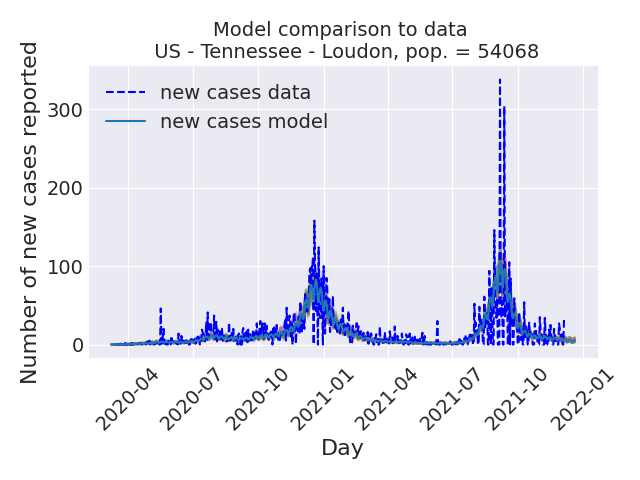 Model comparison to data
US - Tennessee - Loudon, pop. = 54068
Number of new cases reported
300
200
100
0
new cases data
new cases model
2020-04
2020-07
2020-10
2021-01
2021-04
2021-07
2021-10
2022-01
Day